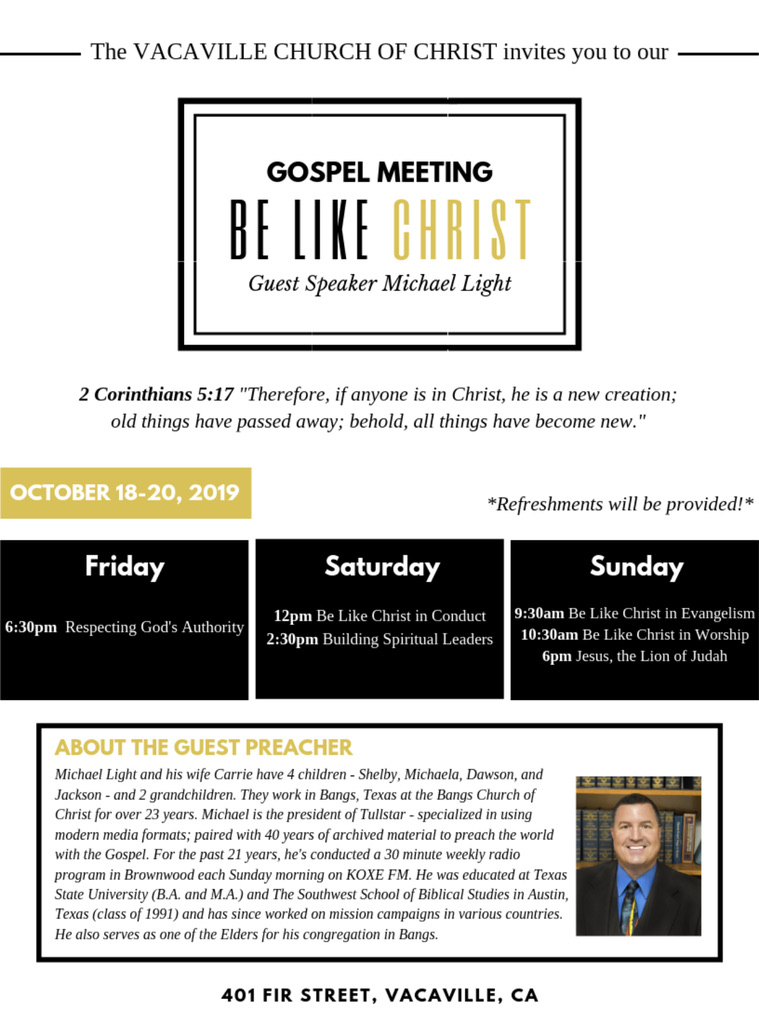 The VACAVILLE CHURCH OF CHRIST invites you to our
GOSPEL MEETING
BE LIKE CHRIST
Guest Speaker Michael Light
2 Corinthians 5:17 "Therefore, if anyone is in Christ, he is a new creation;
old things have passed away; behold, all things have become new."
OCTOBER 18-20, 2019
*Refreshments will be provided!*
Friday
6:30pm Respecting God's Authority
Saturday
12pm Be Like Christ in Conduct
2:30pm Building Spiritual Leaders
Sunday
9:30am Be Like Christ in Evangelism
10:30am Be Like Christ in Worship
6pm Jesus, the Lion of Judah
ABOUT THE GUEST PREACHER
Michael Light and his wife Carrie have 4 children - Shelby, Michaela, Dawson, and
Jackson - and 2 grandchildren. They work in Bangs, Texas at the Bangs Church of
Christ for over 23 years. Michael is the president of Tullstar - specialized in using
modern media formats; paired with 40 years of archived material to preach the world
with the Gospel. For the past 21 years, he's conducted a 30 minute weekly radio
program in Brownwood each Sunday morning on KOXE FM. He was educated at Texas
State University (B.A. and M.A.) and The Southwest School of Biblical Studies in Austin,
Texas (class of 1991) and has since worked on mission campaigns in various countries.
He also serves as one of the Elders for his congregation in Bangs.
401 FIR STREET, VACAVILLE, CA